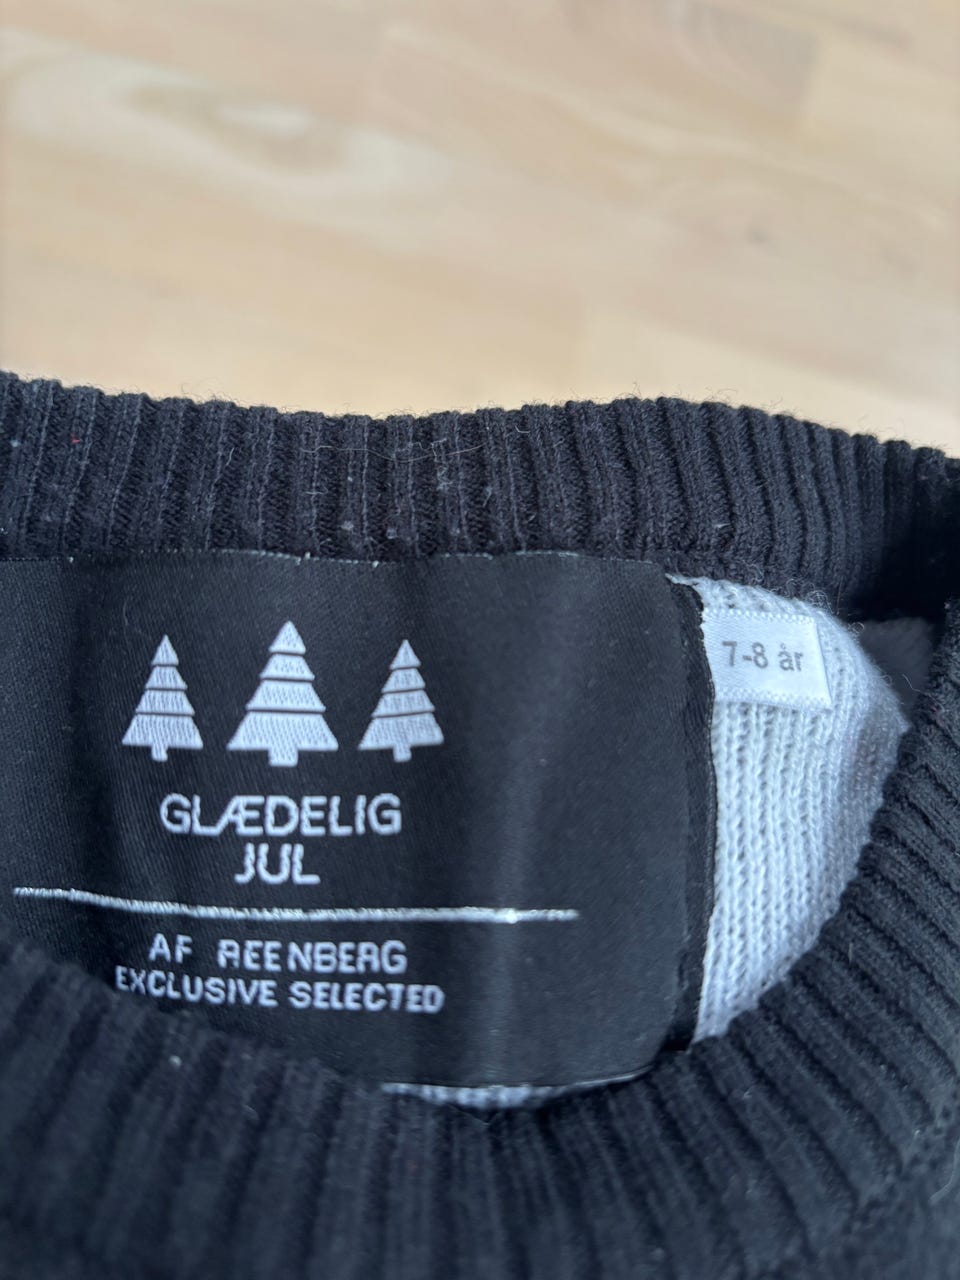 7-8 år
GLÆDELIG
JUL
AF REENBERG
EXCLUSIVE SELECTED